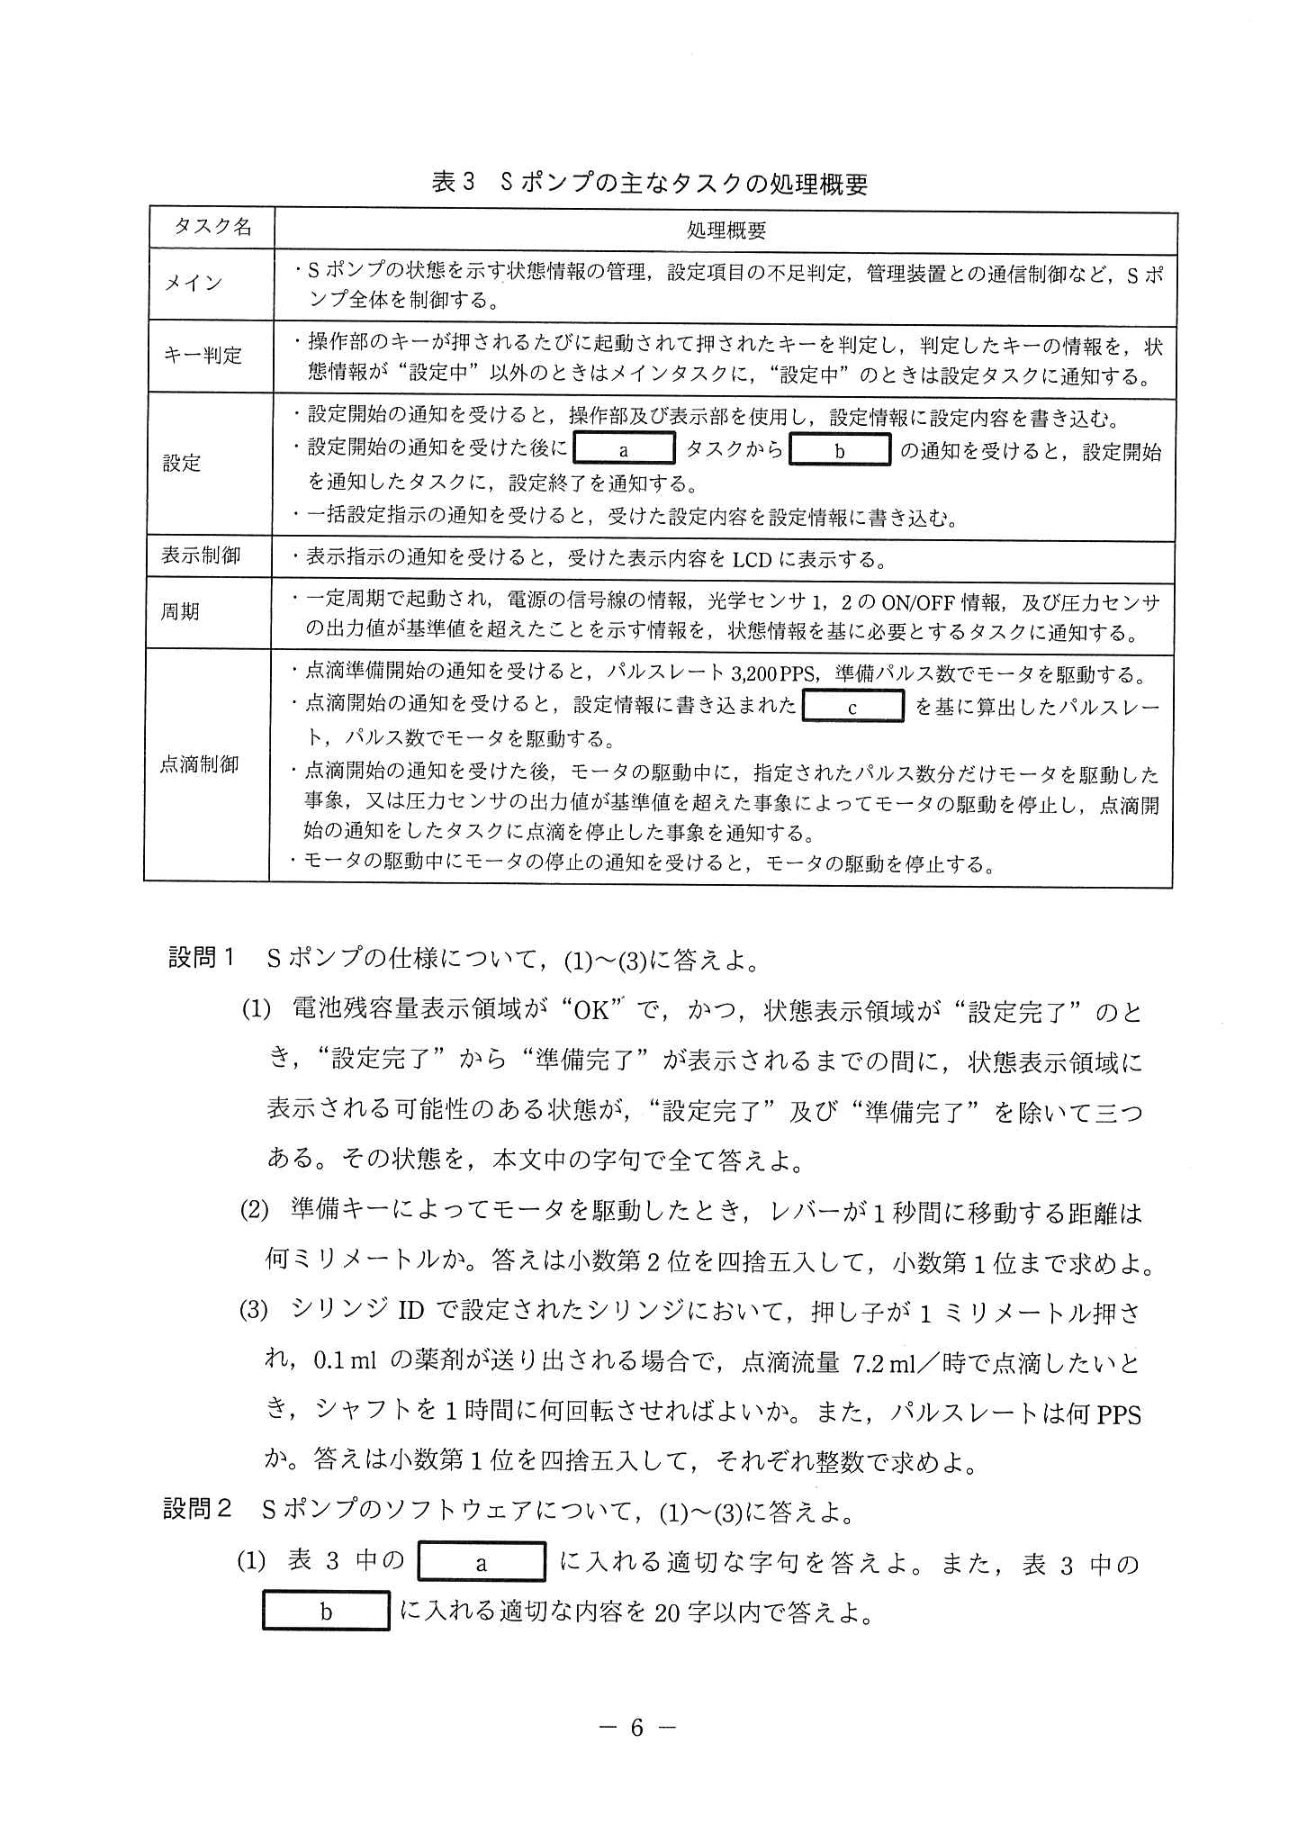 表3　Sポンプの主なタスクの処理概要
タスク名
処理概要
メイン
・Sポンプの状態を示す状態情報の管理，設定項目の不足判定，管理装置との通信制御など，Sポ
ンプ全体を制御する。
キー判定
・操作部のキーが押されるたびに起動されて押されたキーを判定し，判定したキーの情報を，状
態情報が“設定中”以外のときはメインタスクに，“設定中”のときは設定タスクに通知する。
設定
・設定開始の通知を受けると，操作部及び表示部を使用し，設定情報に設定内容を書き込む。
・設定開始の通知を受けた後に a タスクから b の通知を受けると，設定開始
を通知したタスクに，設定終了を通知する。
・一括設定指示の通知を受けると，受けた設定内容を設定情報に書き込む。
表示制御
・表示指示の通知を受けると，受けた表示内容を LCD に表示する。
周期
・一定周期で起動され，電源の信号線の情報，光学センサ 1，2 の ON/OFF 情報，及び圧力センサ
の出力値が基準値を超えたことを示す情報を，状態情報を基に必要とするタスクに通知する。
点滴制御
・点滴準備開始の通知を受けると，パルスレート 3,200PPS，準備パルス数でモータを駆動する。
・点滴開始の通知を受けると，設定情報に書き込まれた c を基に算出したパルスレー
ト，パルス数でモータを駆動する。
・点滴開始の通知を受けた後，モータの駆動中に，指定されたパルス数分だけモータを駆動した
事象，又は圧力センサの出力値が基準値を超えた事象によってモータの駆動を停止し，点滴開
始の通知をしたタスクに点滴を停止した事象を通知する。
・モータの駆動中にモータの停止の通知を受けると，モータの駆動を停止する。
設問1　Sポンプの仕様について，(1)～(3)に答えよ。
(1) 電池残容量表示領域が“OK”で，かつ，状態表示領域が“設定完了”のと
き，“設定完了”から“準備完了”が表示されるまでの間に，状態表示領域に
表示される可能性のある状態が，“設定完了”及び“準備完了”を除いて三つ
ある。その状態を，本文中の字句で全て答えよ。
(2) 準備キーによってモータを駆動したとき，レバーが 1 秒間に移動する距離は
何ミリメートルか。答えは小数第 2 位を四捨五入して，小数第 1 位まで求めよ。
(3) シリンジ ID で設定されたシリンジにおいて，押し子が 1 ミリメートル押さ
れ，0.1 ml の薬剤が送り出される場合で，点滴流量 7.2 ml／時で点滴したいと
き，シャフトを 1 時間に何回転させればよいか。また，パルスレートは何 PPS
か。答えは小数第 1 位を四捨五入して，それぞれ整数で求めよ。
設問2　Sポンプのソフトウェアについて，(1)～(3)に答えよ。
(1) 表 3 中の a に入れる適切な字句を答えよ。また，表 3 中の
b に入れる適切な内容を 20 字以内で答えよ。
－ 6 －